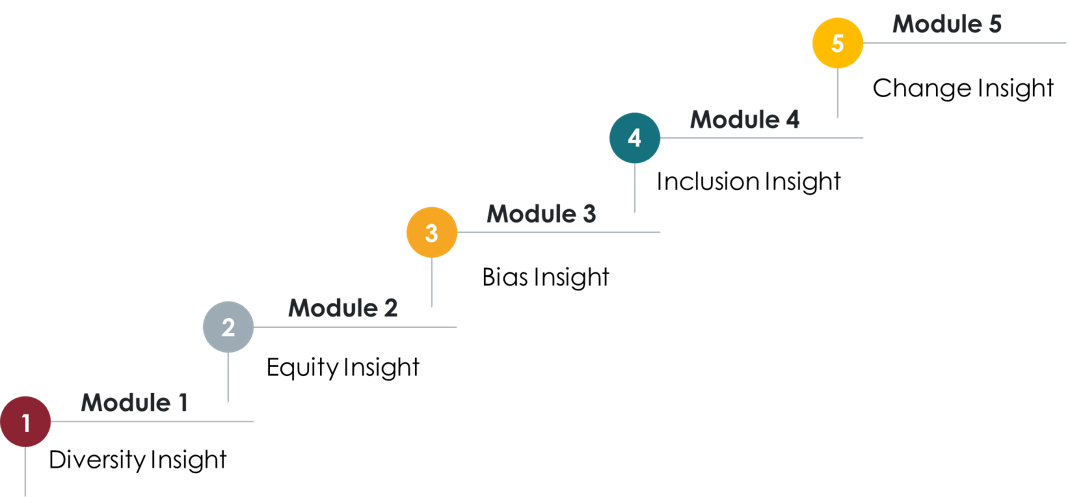 5
Module 5
Change Insight
4
Module 4
Inclusion Insight
3
Module 3
Bias Insight
2
Module 2
Equity Insight
1
Module 1
Diversity Insight